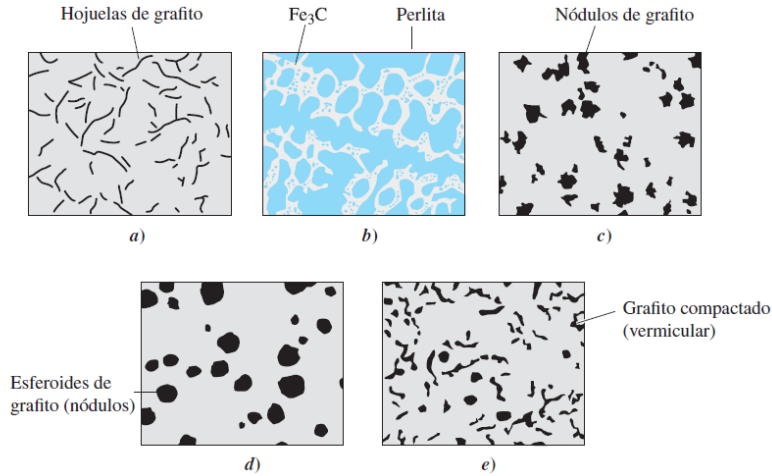 Hojuelas de grafito
Fe₃C
Perlita
Nódulos de grafito
a)
b)
c)
Esferoides de
grafito (nódulos)
Grafito compactado
(vermicular)
d)
e)